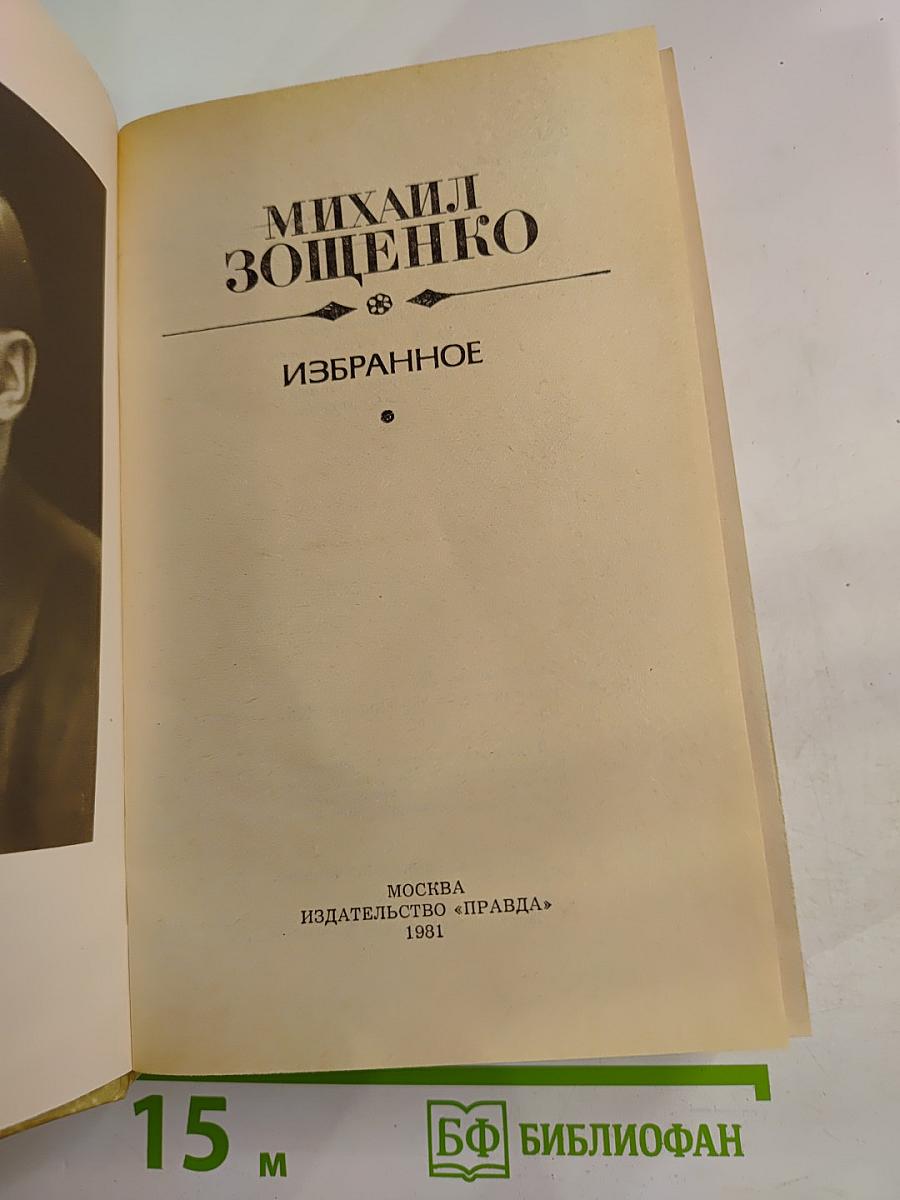 МИХАИЛ
ЗОЩЕНКО
ИЗБРАННОЕ
МОСКВА
ИЗДАТЕЛЬСТВО «ПРАВДА»
1981
15 м
БФ БИБЛИОФАН